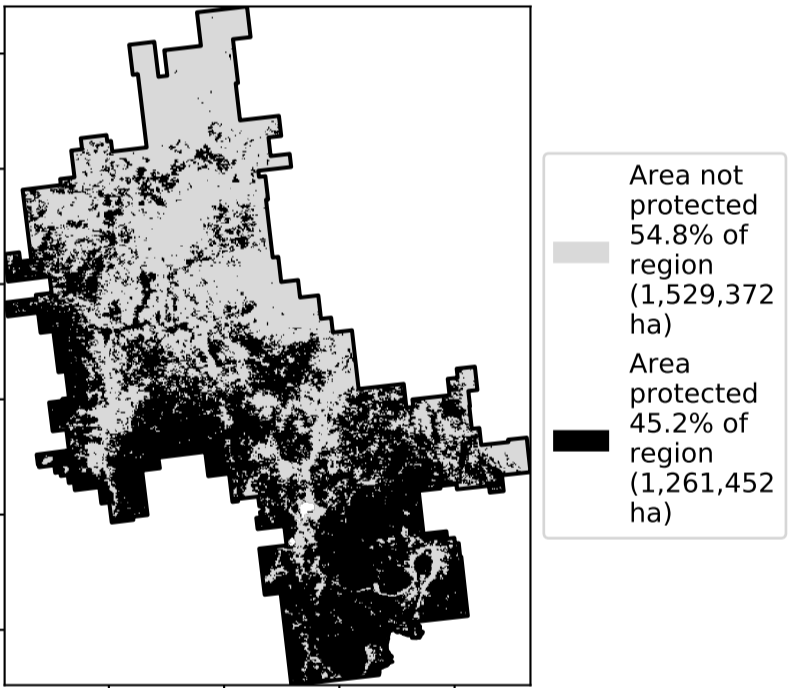 Area not
protected
54.8% of
region
(1,529,372
ha)
Area
protected
45.2% of
region
(1,261,452
ha)